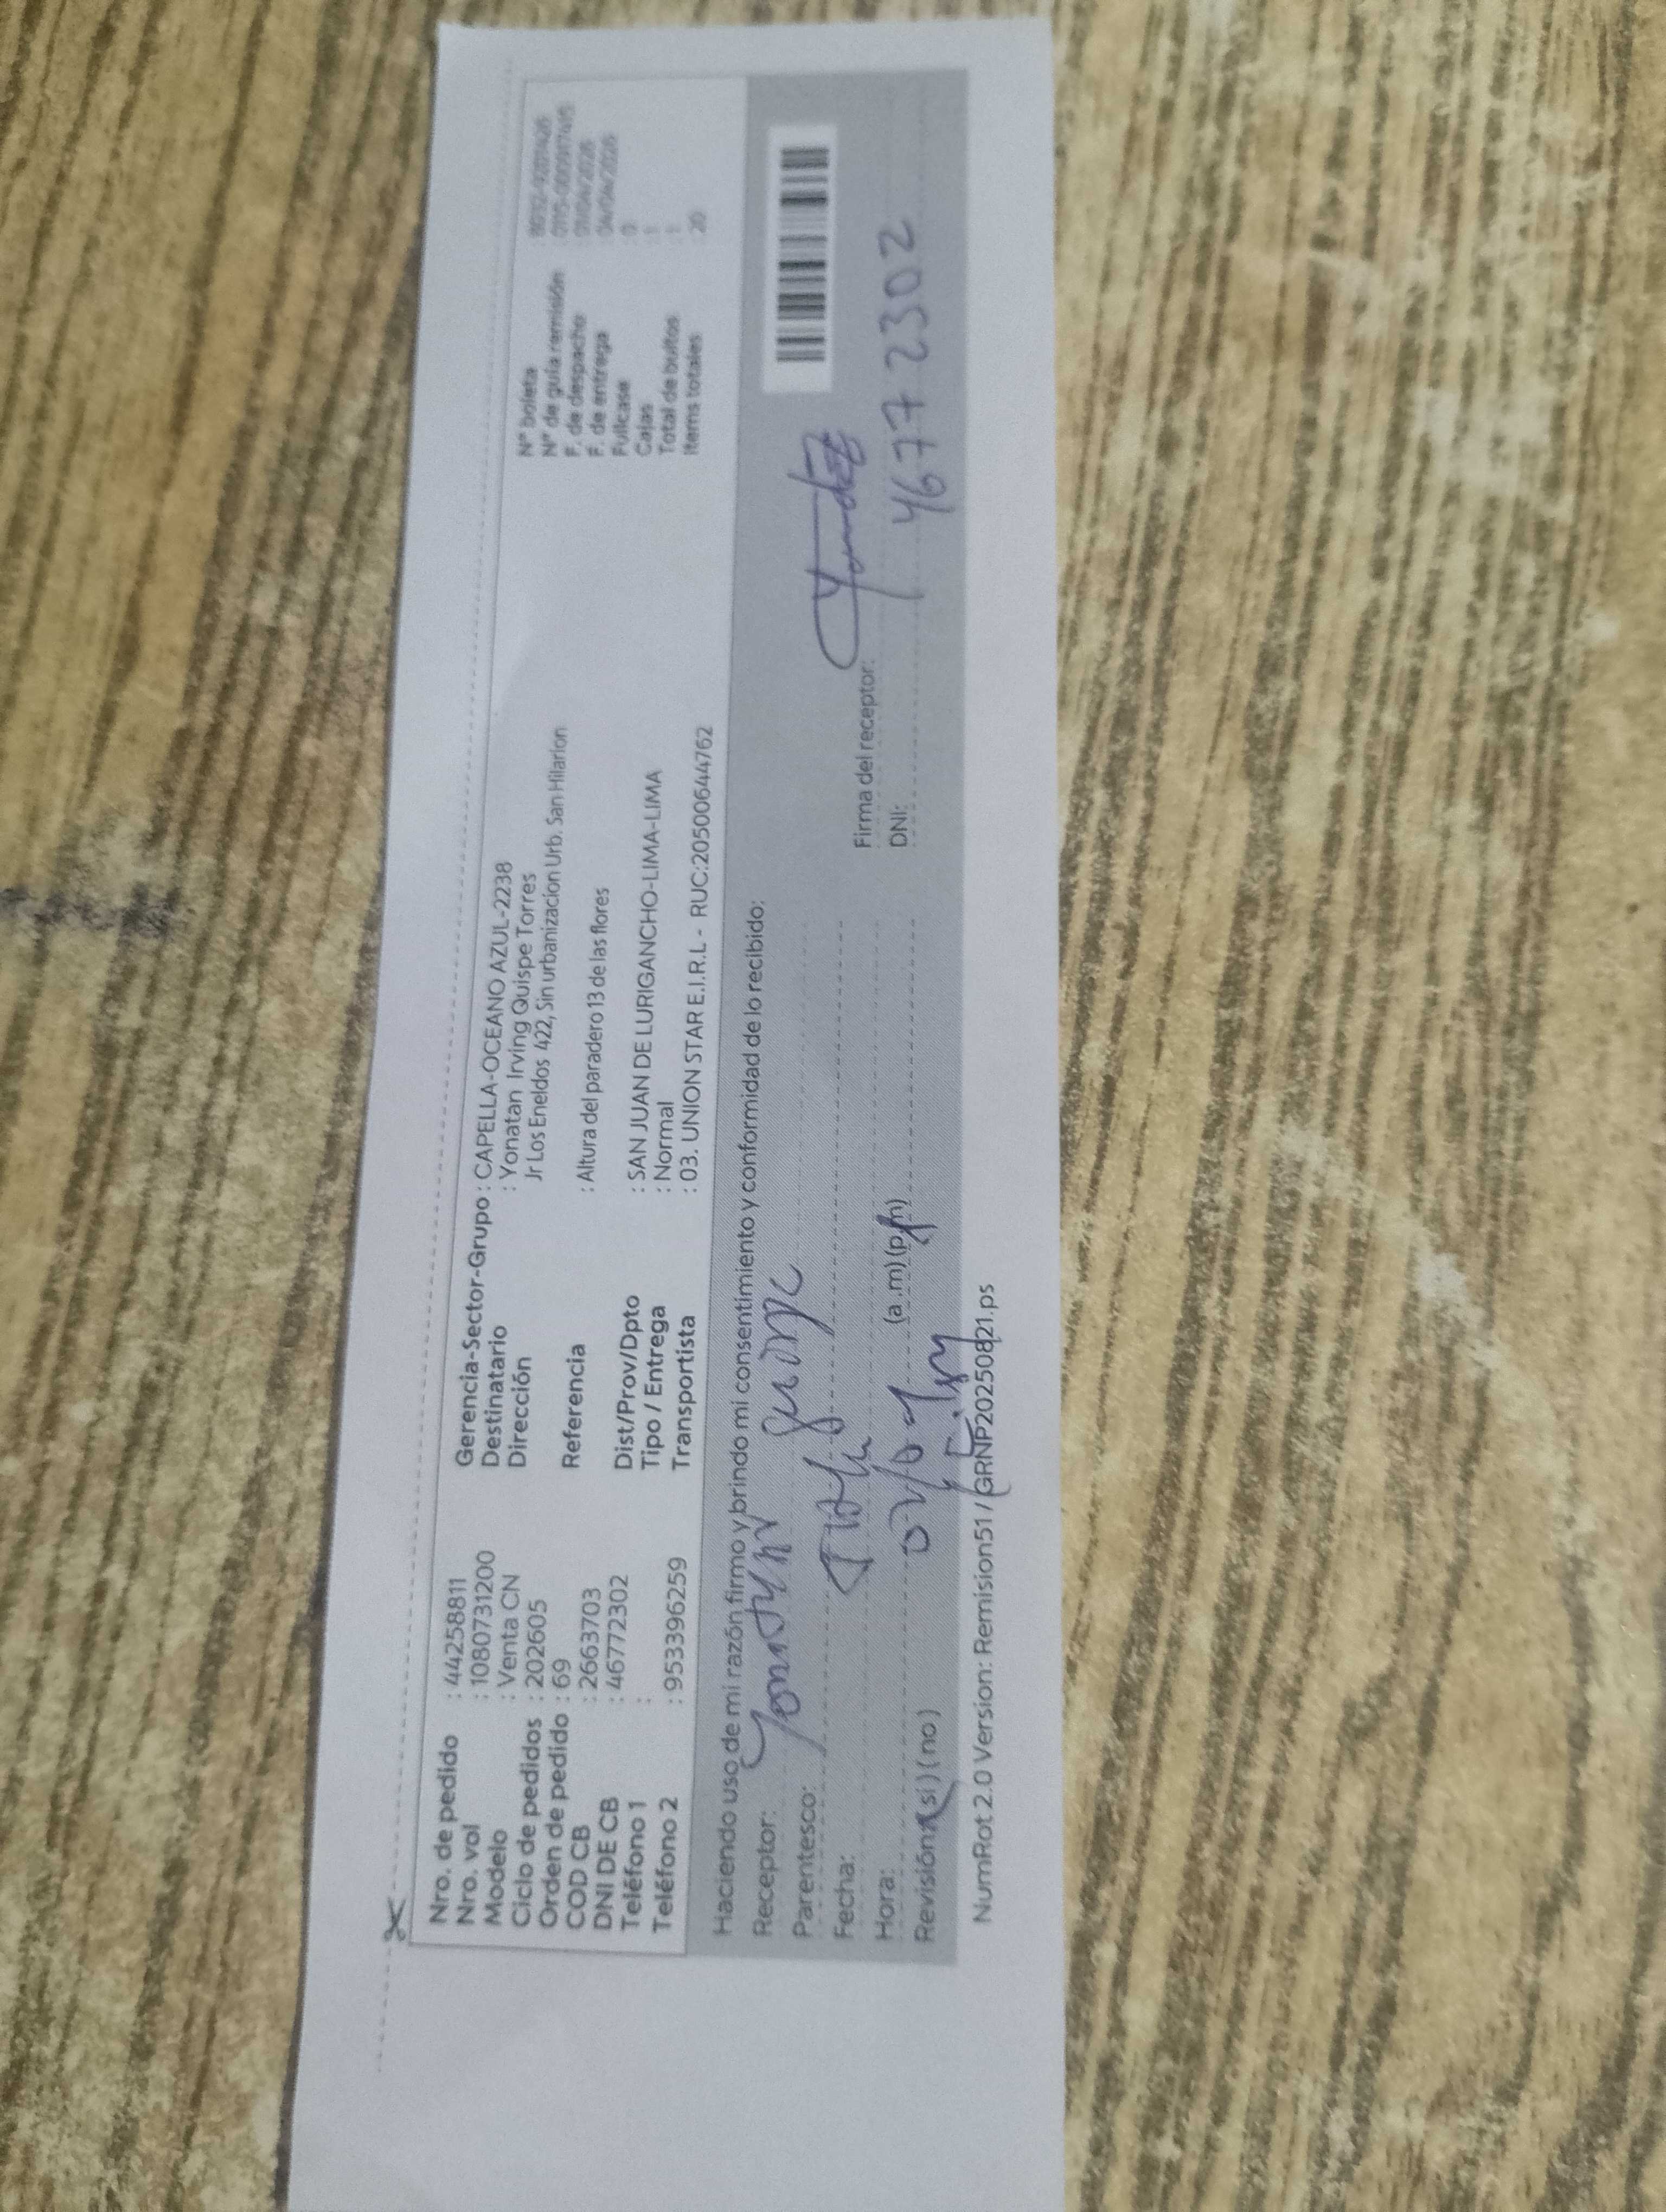 Nro. de pedido : 44258811
Nro. vol : 1080731200
Modelo : Venta CN
Ciclo de pedidos : 202605
Orden de pedido : 69
COD CB : 2663703
DNI DE CB : 46772302
Teléfono 1 :
Teléfono 2 : 953396259
Gerencia-Sector-Grupo : CAPELLA-OCEANO AZUL-2238
Destinatario : Yonatan Irving Quispe Torres
Dirección Jr Los Eneldos 422, Sin urbanizacion Urb. San Hilarion
Referencia : Altura del paradero 13 de las flores
Dist/Prov/Dpto : SAN JUAN DE LURIGANCHO-LIMA-LIMA
Tipo / Entrega : Normal
Transportista : 03. UNION STAR E.I.R.L - RUC:20500644762
N° boleta
N° de guía remisión
F. de despacho
F. de entrega
Fullcase : 0
Cajas : 1
Total de bultos : 1
Items totales : 20
Haciendo uso de mi razón firmo y brindo mi consentimiento y conformidad de lo recibido:
Receptor:
Parentesco:
Fecha:
Hora: (a.m) (p.m)
Revisión: (si) (no)
Firma del receptor:
DNI: 46772302
NumRot 2.0 Version: Remision51 / GRNP20250821.ps